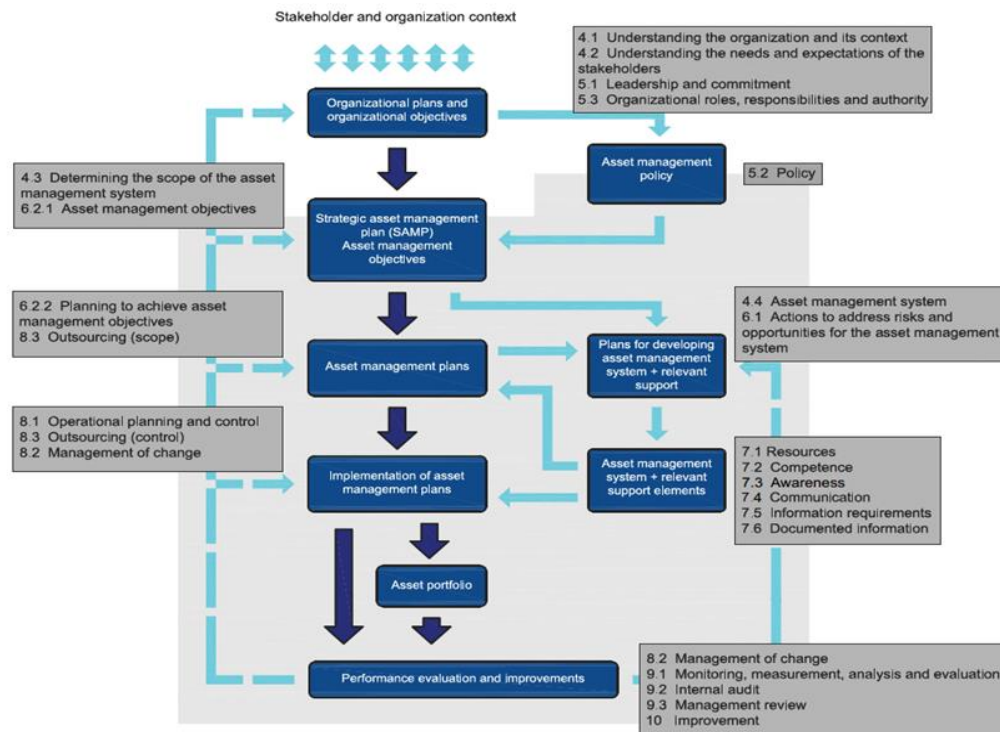 Stakeholder and organization context
4.1 Understanding the organization and its context
4.2 Understanding the needs and expectations of the
stakeholders
5.1 Leadership and commitment
5.3 Organizational roles, responsibilities and authority
Organizational plans and
organizational objectives
Asset management
policy
5.2 Policy
4.3 Determining the scope of the asset
management system
6.2.1 Asset management objectives
Strategic asset management
plan (SAMP)
Asset management
objectives
6.2.2 Planning to achieve asset
management objectives
8.3 Outsourcing (scope)
4.4 Asset management system
6.1 Actions to address risks and
opportunities for the asset management
system
Asset management plans
Plans for developing
asset management
system + relevant
support
8.1 Operational planning and control
8.3 Outsourcing (control)
8.2 Management of change
Implementation of asset
management plans
Asset management
system + relevant
support elements
7.1 Resources
7.2 Competence
7.3 Awareness
7.4 Communication
7.5 Information requirements
7.6 Documented information
Asset portfolio
Performance evaluation and improvements
8.2 Management of change
9.1 Monitoring, measurement, analysis and evaluation
9.2 Internal audit
9.3 Management review
10 Improvement